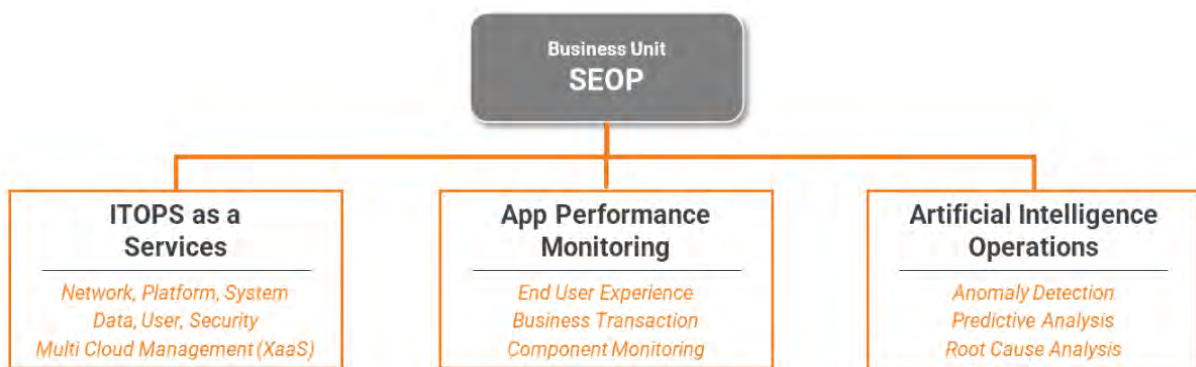 Business Unit
SEOP
ITOPS as a
Services
Network, Platform, System
Data, User, Security
Multi Cloud Management (XaaS)
App Performance
Monitoring
End User Experience
Business Transaction
Component Monitoring
Artificial Intelligence
Operations
Anomaly Detection
Predictive Analysis
Root Cause Analysis